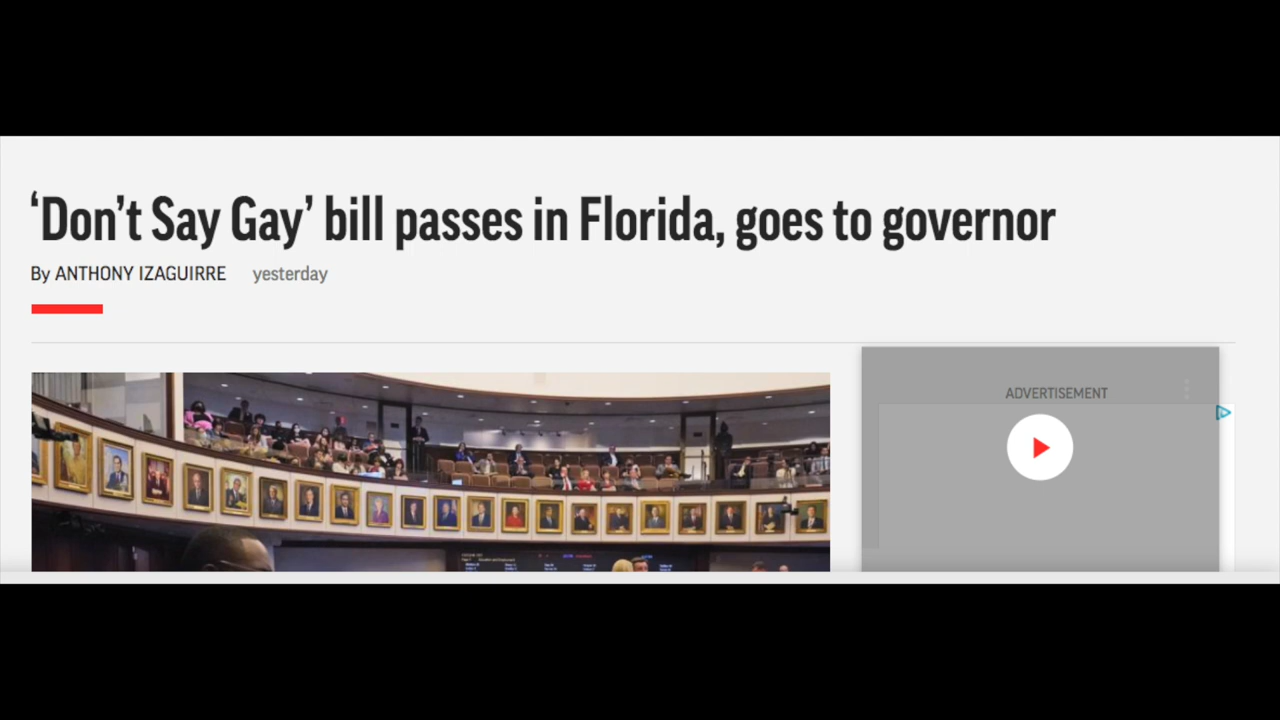 ‘Don’t Say Gay’ bill passes in Florida, goes to governor
By ANTHONY IZAGUIRRE yesterday
ADVERTISEMENT